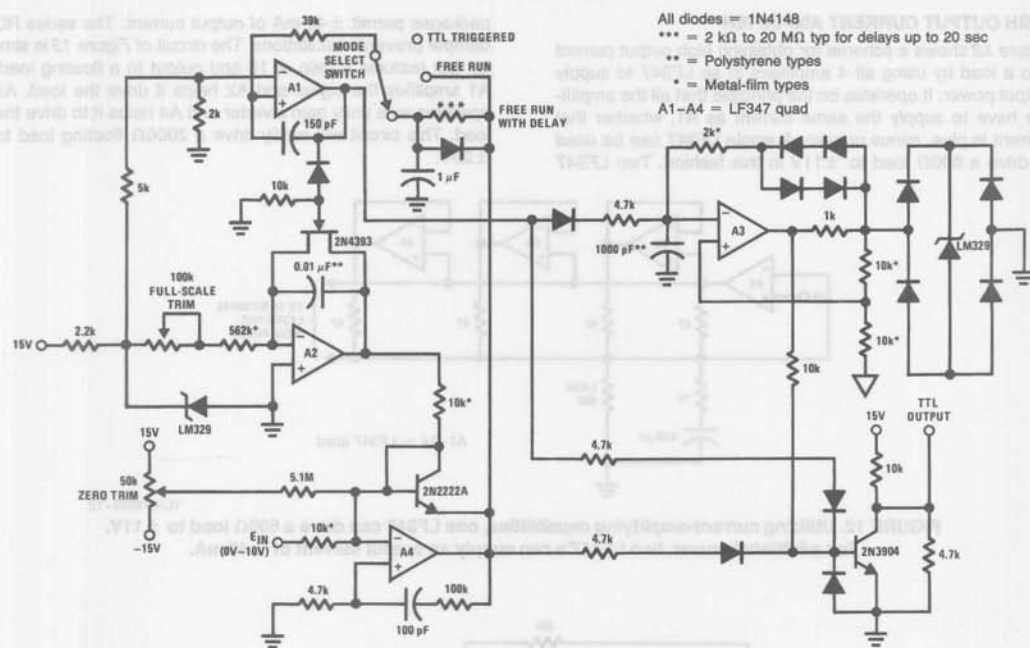 All diodes = 1N4148
*** = 2 kΩ to 20 MΩ typ for delays up to 20 sec
** = Polystyrene types
* = Metal-film types
A1–A4 = LF347 quad
39k
MODE
SELECT
SWITCH
TTL TRIGGERED
FREE RUN
***
FREE RUN
WITH DELAY
A1
2k
150 pF
1 µF
5k
10k
2N4393
0.01 µF**
100k
FULL-SCALE
TRIM
15V
2.2k
562k*
A2
LM329
10k*
15V
50k
ZERO TRIM
-15V
5.1M
2N2222A
EIN
(0V–10V)
10k*
4.7k
A4
100 pF
100k
2k*
4.7k
1000 pF**
A3
1k
10k*
10k*
LM329
10k
4.7k
4.7k
15V
10k
TTL
OUTPUT
2N3904
4.7k